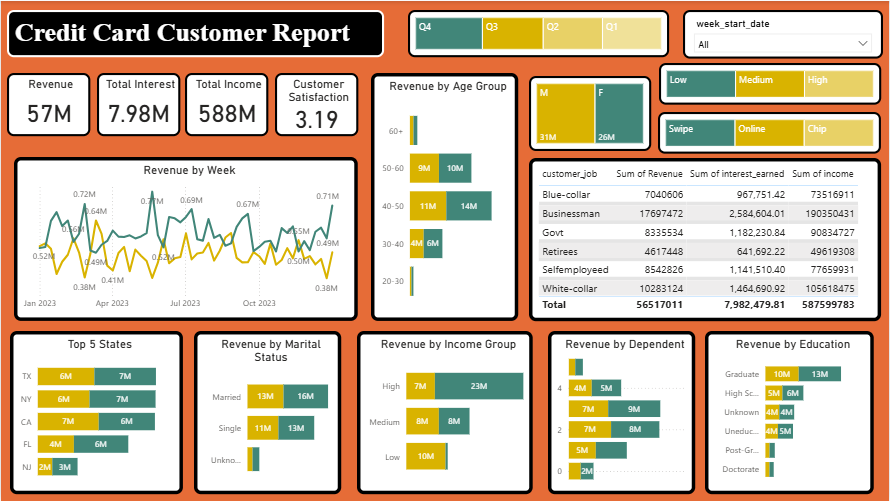 Credit Card Customer Report
Q4
Q3
Q2
Q1
week_start_date
All
Revenue
57M
Total Interest
7.98M
Total Income
588M
Customer
Satisfaction
3.19
Revenue by Age Group
60+
50-60
9M
10M
40-50
11M
14M
30-40
4M
6M
20-30
M
31M
F
26M
Low
Medium
High
Swipe
Online
Chip
Revenue by Week
0.72M
0.64M
0.56M
0.52M
0.49M
0.38M
0.41M
0.52M
0.69M
0.67M
0.50M
0.71M
0.49M
0.38M
Jan 2023
Apr 2023
Jul 2023
Oct 2023
customer_job Sum of Revenue Sum of interest_earned Sum of income
Blue-collar 7040606 967,751.42 73516911
Businessman 17697472 2,584,604.01 190350431
Govt 8335534 1,182,230.84 90834727
Retirees 4617448 641,692.22 49619308
Selfemployeed 8542826 1,141,510.40 77659931
White-collar 10283124 1,464,690.92 105618475
Total 56517011 7,982,479.81 587599783
Top 5 States
TX 6M 7M
NY 6M 7M
CA 7M 6M
FL 4M 6M
NJ 2M 3M
Revenue by Marital
Status
Married 13M 16M
Single 11M 13M
Unkno...
Revenue by Income Group
High 7M 23M
Medium 8M 8M
Low 10M
Revenue by Dependent
4 4M 5M
7M 9M
2 7M 8M
5M
0 2M
Revenue by Education
Graduate 10M 13M
High Sc... 5M 6M
Unknown 4M 4M
Uneduc... 4M 5M
Post-Gr...
Doctorate